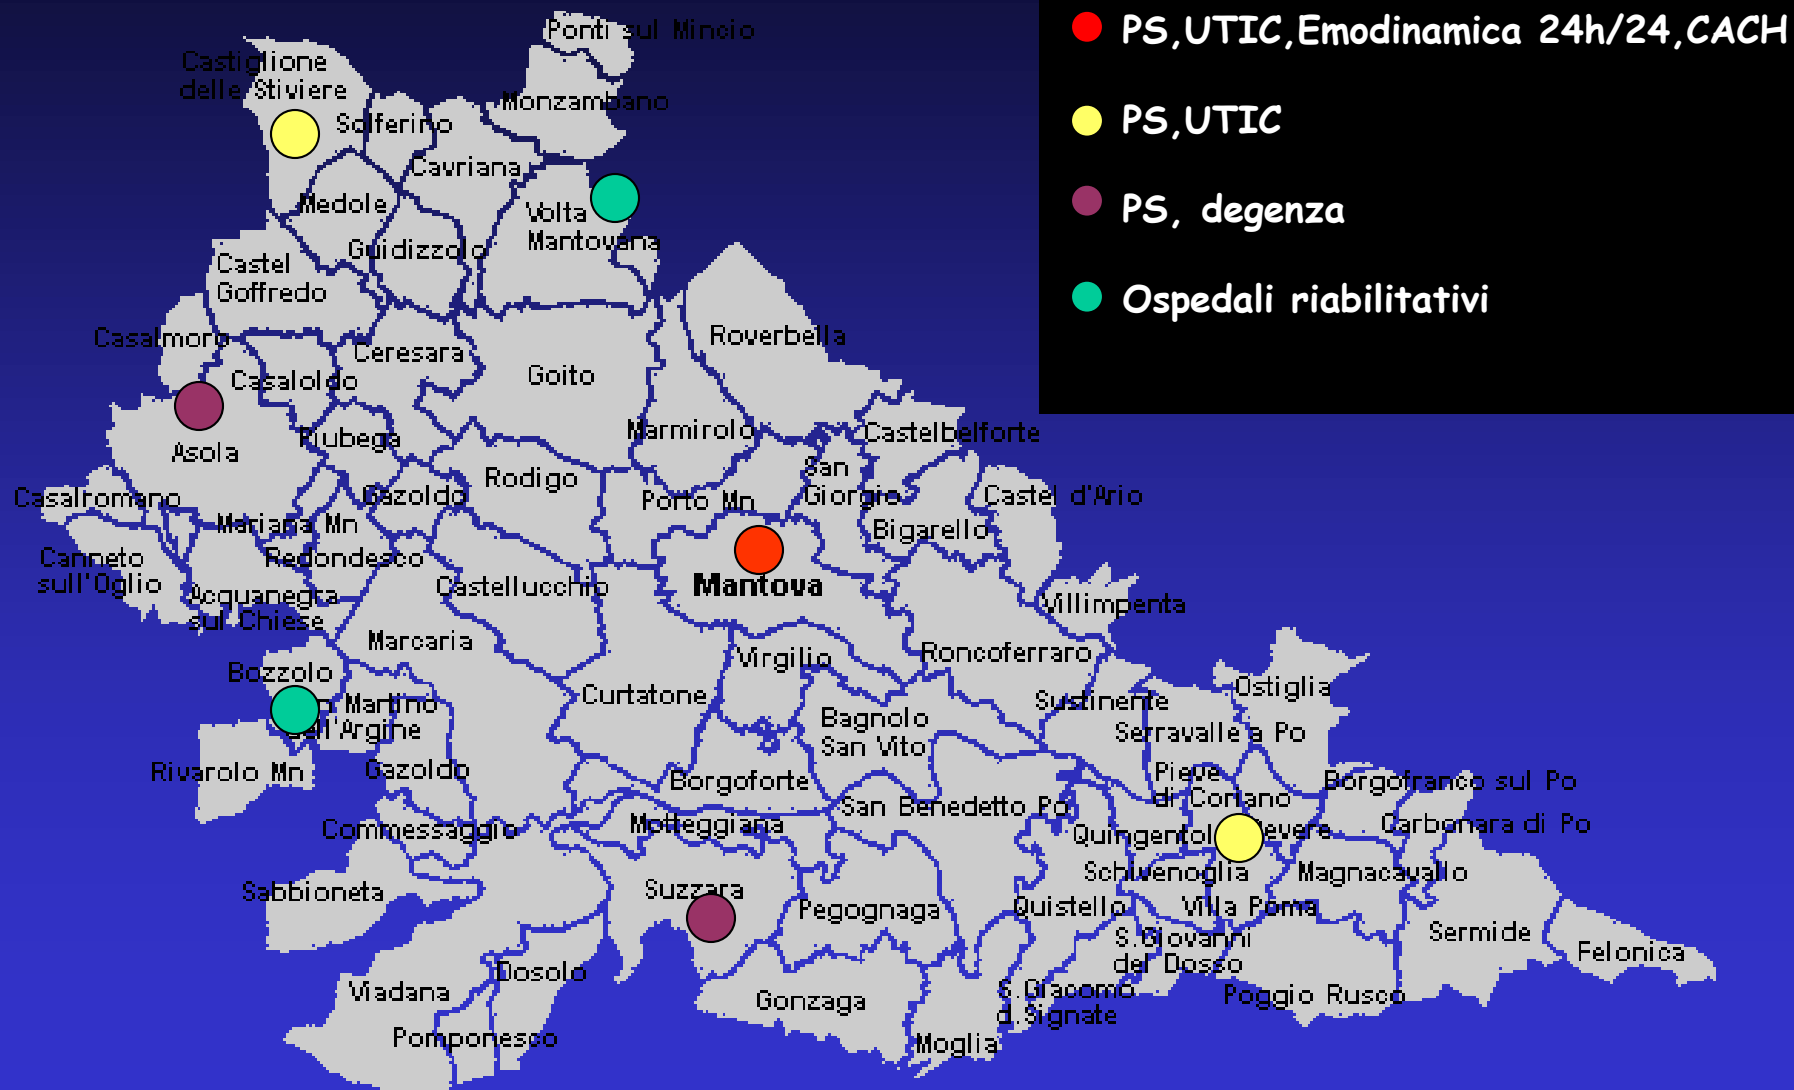 PS,UTIC,Emodinamica 24h/24,CACH
PS,UTIC
PS, degenza
Ospedali riabilitativi
Ponti sul Mincio
Castiglione
delle Stiviere
Monzambano
Solferino
Cavriana
Medole
Volta
Mantovana
Guidizzolo
Castel
Goffredo
Casalmoro
Roverbella
Ceresara
Casaloldo
Goito
Marmirolo
Castelbelforte
Piubega
Asola
San
Giorgio
Rodigo
Casalromano
Gazoldo
Porto Mn
Castel d'Ario
Mariana Mn
Bigarello
Canneto
sull'Oglio
Redondesco
Mantova
Castellucchio
Acquanegra
sul Chiese
Villimpenta
Marcaria
Virgilio
Roncoferraro
Bozzolo
Ostiglia
Curtatone
Sustinente
Martino
dell'Argine
Bagnolo
San Vito
Serravalle a Po
Rivarolo Mn
Gazoldo
Borgoforte
Pieve
di Coriano
Borgofranco sul Po
San Benedetto Po
Commessaggio
Motteggiana
Quingentol
evere
Carbonara di Po
Schivenoglia
Magnacavallo
Sabbioneta
Suzzara
Pegognaga
Quistello
Villa Poma
Sermide
S.Giovanni
del Dosso
Felonica
Dosolo
Viadana
Gonzaga
S.Giacomo
d.Signate
Poggio Rusco
Pomponesco
Moglia